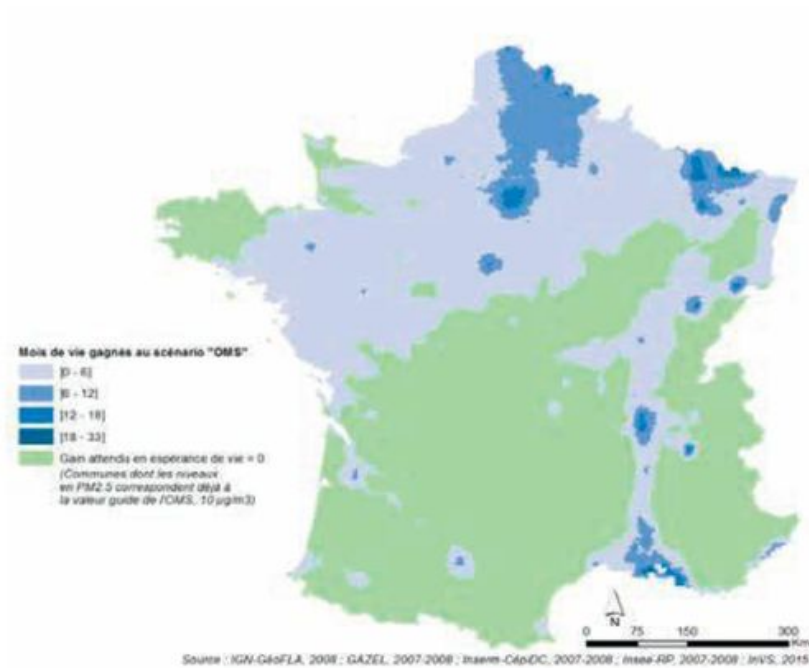 Mois de vie gagnés au scénario "OMS"
]0 - 6]
]6 - 12]
]12 - 18]
]18 - 33]
Gain attendu en espérance de vie = 0
(Communes dont les niveaux
en PM2.5 correspondent déjà à
la valeur guide de l'OMS, 10 µg/m3)
N
0 75 150 300
Km
Source : IGN-GéoFLA, 2008 ; GAZEL, 2007-2008 ; Inserm-CépiDC, 2007-2008 ; Insee-RP, 2007-2008 ; InVS, 2015